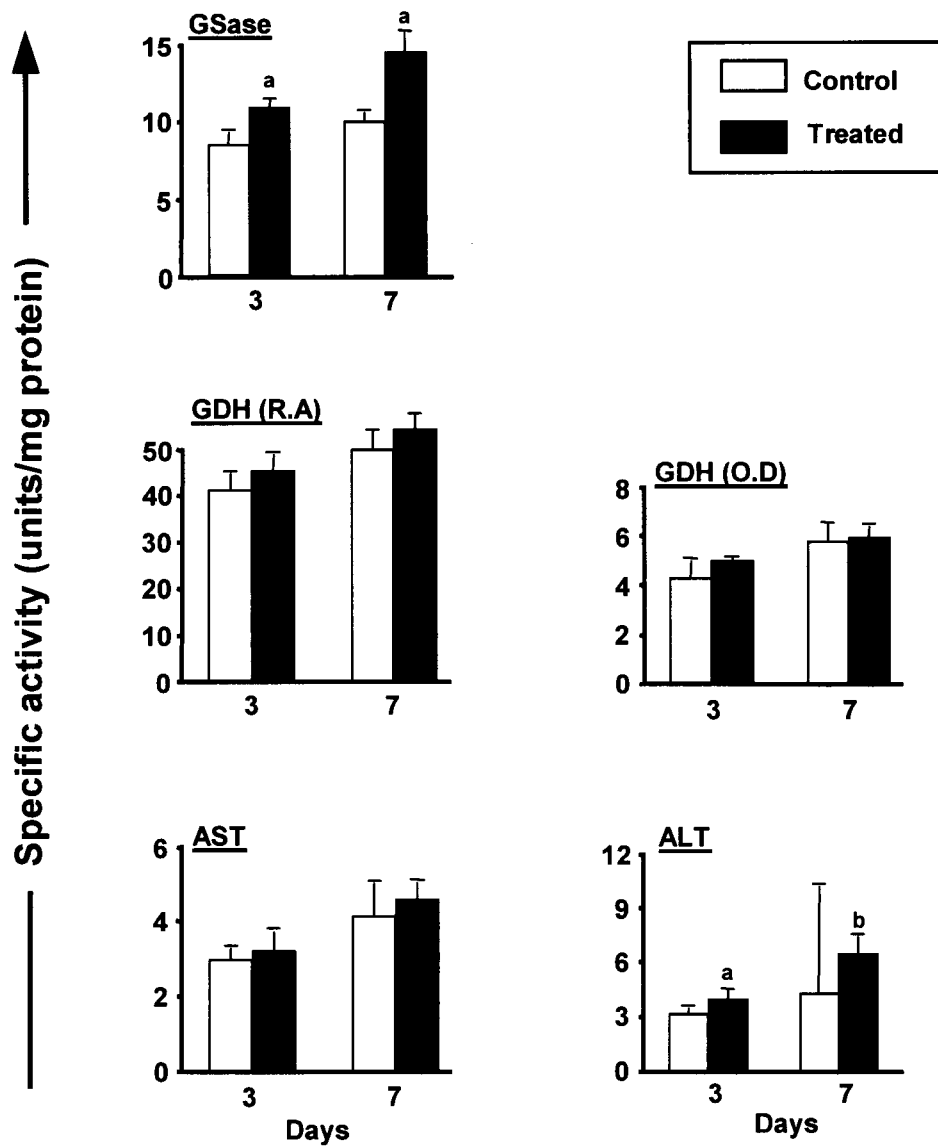 Specific activity (units/mg protein)
GSase
15
10
5
0
a
a
3
7
Control
Treated
GDH (R.A)
50
40
30
20
10
0
3
7
GDH (O.D)
8
6
4
2
0
3
7
AST
6
4
2
0
3
7
Days
ALT
12
9
6
3
0
a
b
3
7
Days